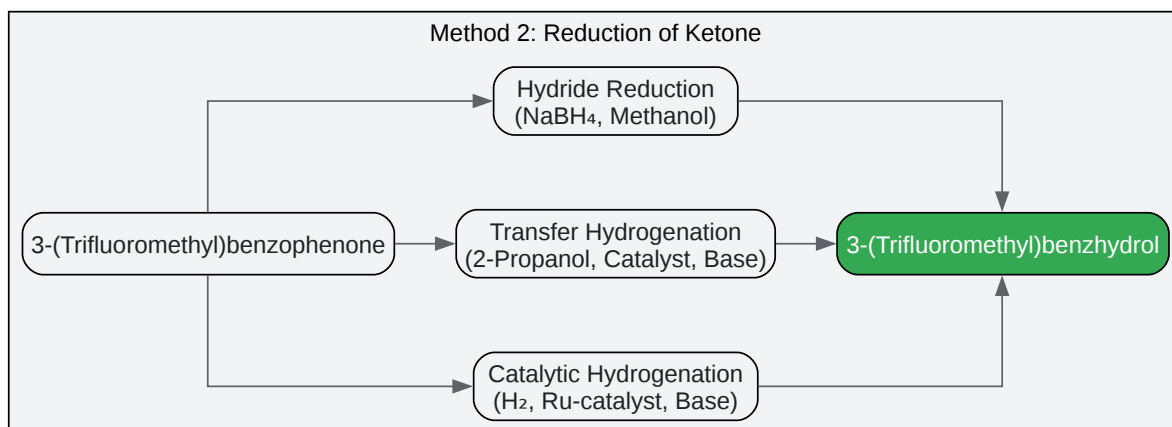 Method 2: Reduction of Ketone
Hydride Reduction
(NaBH₄, Methanol)
3-(Trifluoromethyl)benzophenone
Transfer Hydrogenation
(2-Propanol, Catalyst, Base)
3-(Trifluoromethyl)benzhydrol
Catalytic Hydrogenation
(H₂, Ru-catalyst, Base)